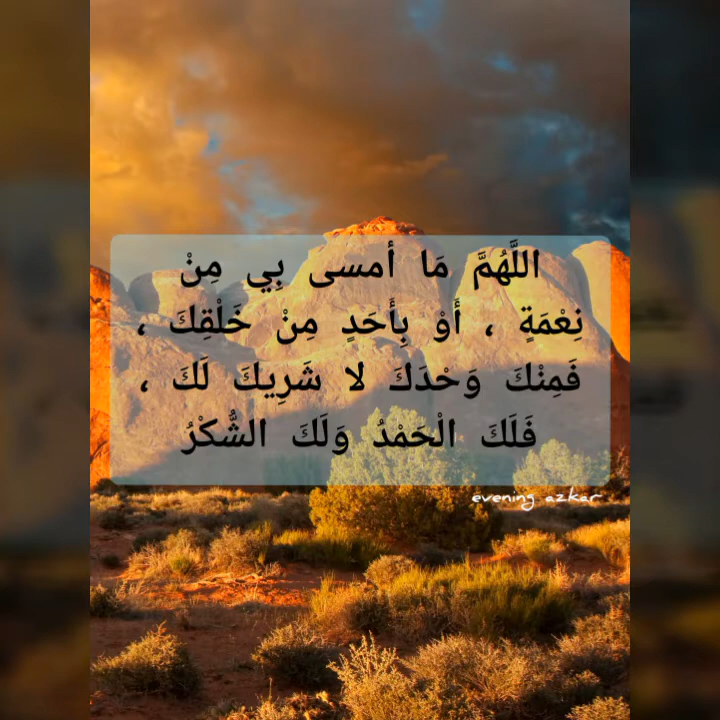 اللَّهُمَّ مَا أمسى بِي مِنْ
نِعْمَةٍ ، أَوْ بِأَحَدٍ مِنْ خَلْقِكَ ،
فَمِنْكَ وَحْدَكَ لا شَرِيكَ لَكَ ،
فَلَكَ الْحَمْدُ وَلَكَ الشُّكْرُ
evening azkar